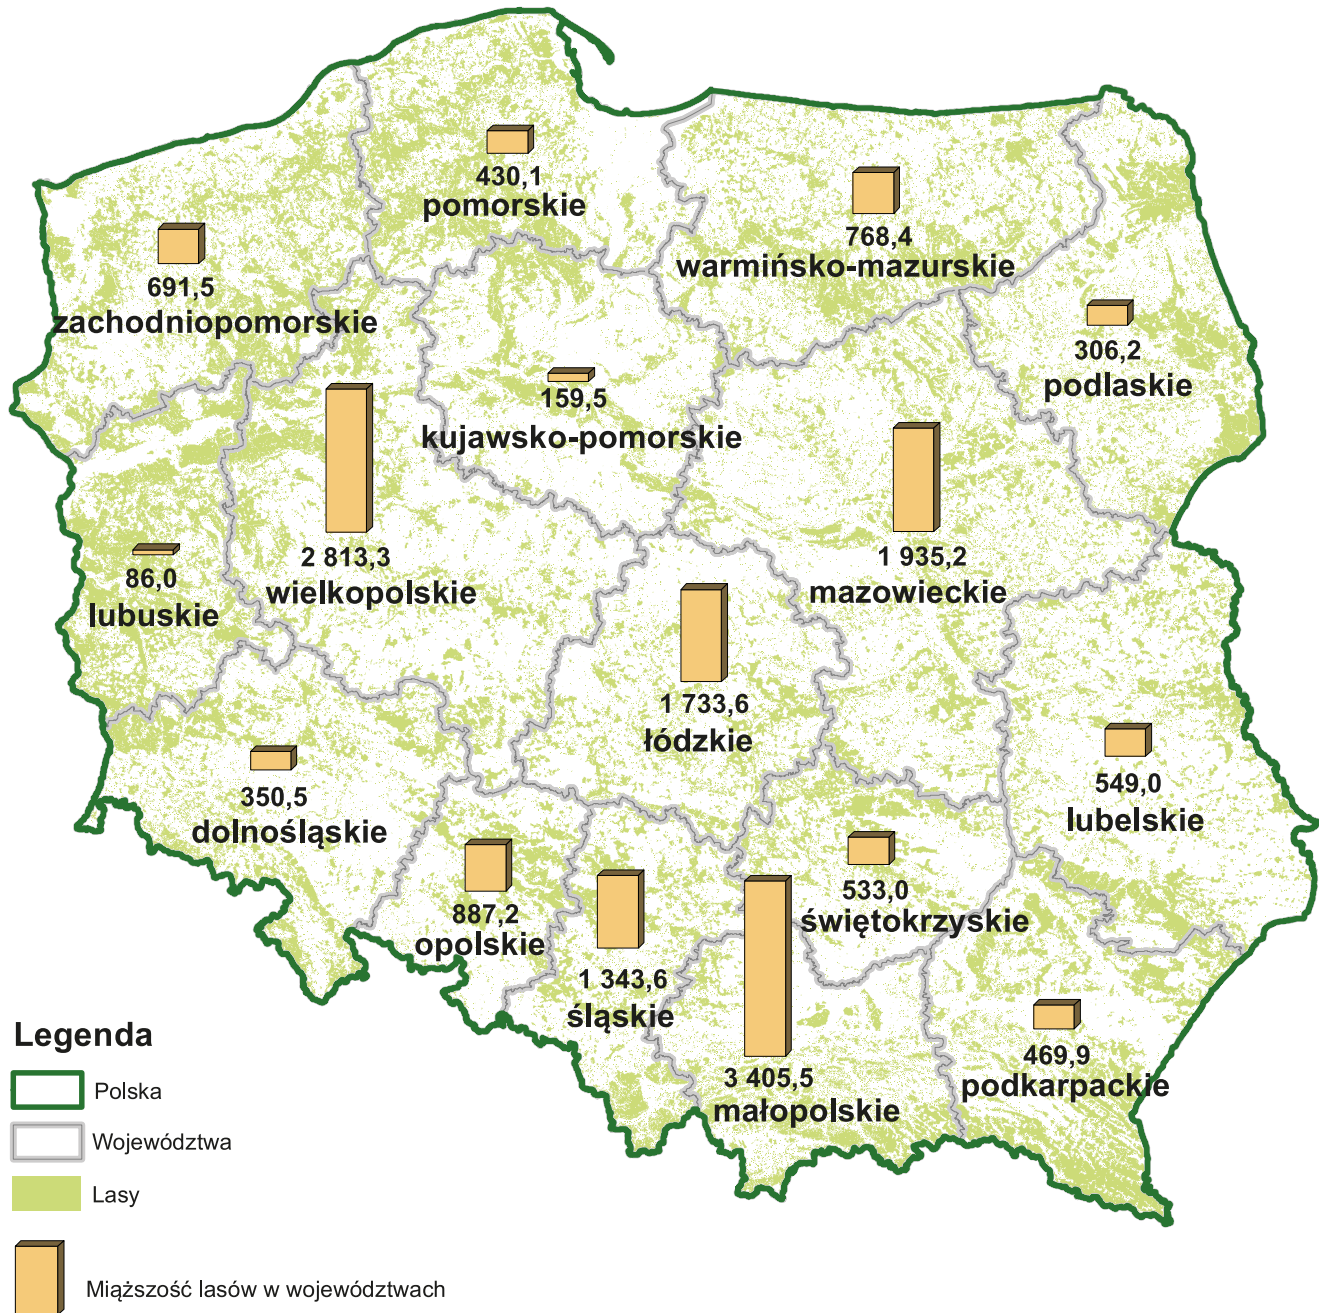 430,1
pomorskie
768,4
warmińsko-mazurskie
691,5
zachodniopomorskie
306,2
podlaskie
159,5
kujawsko-pomorskie
2 813,3
wielkopolskie
1 935,2
mazowieckie
86,0
lubuskie
1 733,6
łódzkie
350,5
dolnośląskie
549,0
lubelskie
887,2
opolskie
533,0
świętokrzyskie
1 343,6
śląskie
3 405,5
małopolskie
469,9
podkarpackie
Legenda
Polska
Województwa
Lasy
Miąższość lasów w województwach